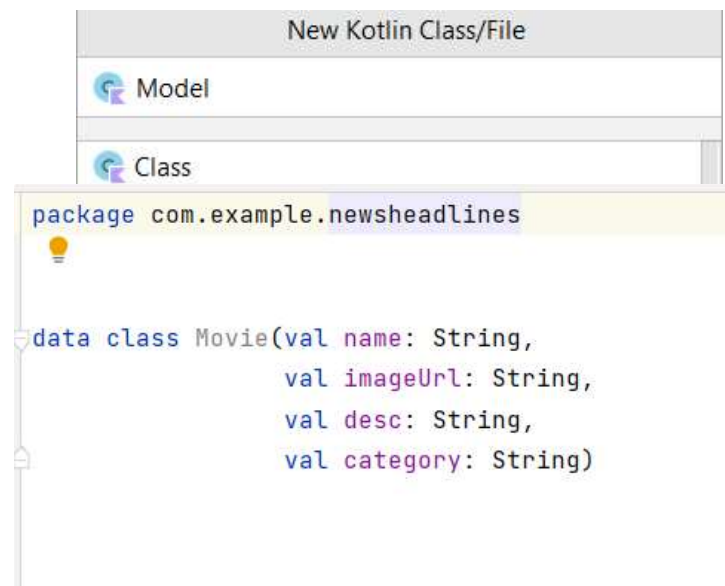 New Kotlin Class/File
Model
Class
package com.example.newsheadlines
data class Movie(val name: String,
val imageUrl: String,
val desc: String,
val category: String)